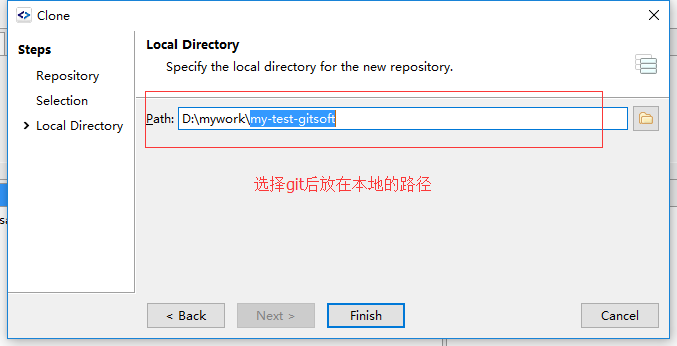 Clone
Steps
Repository
Selection
Local Directory
Local Directory
Specify the local directory for the new repository.
Path: D:\mywork\my-test-gitsoft
选择git后放在本地的路径
< Back
Next >
Finish
Cancel